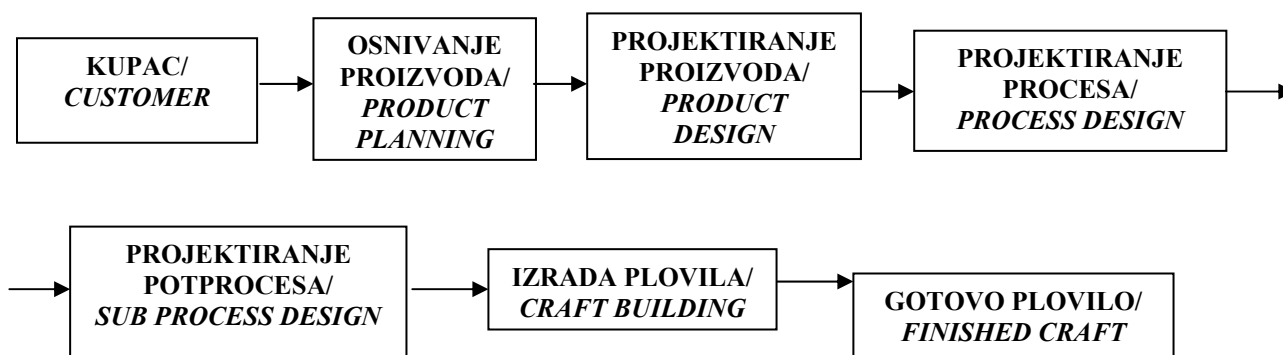 KUPAC/
CUSTOMER
OSNIVANJE
PROIZVODA/
PRODUCT
PLANNING
PROJEKTIRANJE
PROIZVODA/
PRODUCT
DESIGN
PROJEKTIRANJE
PROCESA/
PROCESS DESIGN
PROJEKTIRANJE
POTPROCESA/
SUB PROCESS DESIGN
IZRADA PLOVILA/
CRAFT BUILDING
GOTOVO PLOVILO/
FINISHED CRAFT